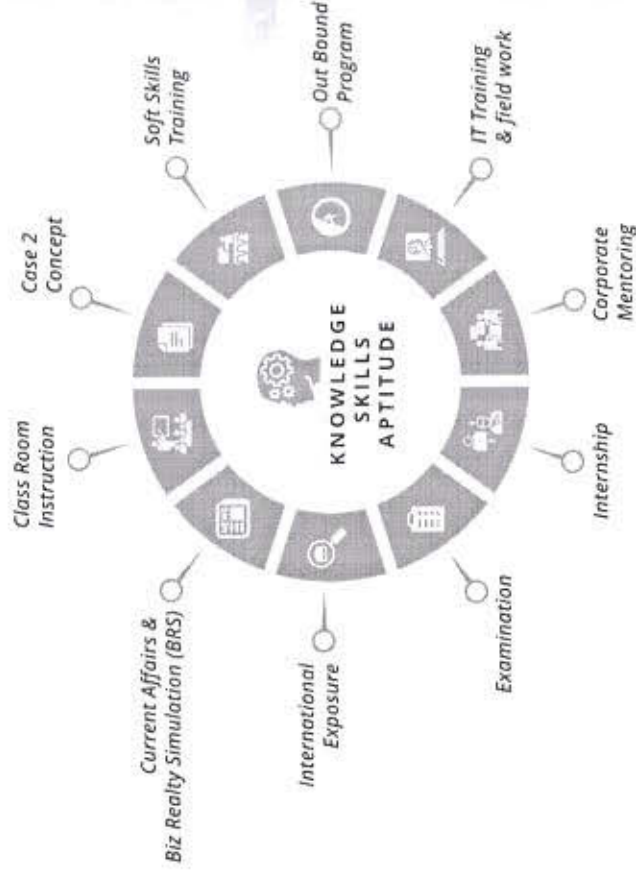 Class Room
Instruction
Case 2
Concept
Soft Skills
Training
Out Bound
Program
IT Training
& field work
Corporate
Mentoring
Internship
Examination
International
Exposure
Current Affairs &
Biz Realty Simulation (BRS)
KNOWLEDGE
SKILLS
APTITUDE